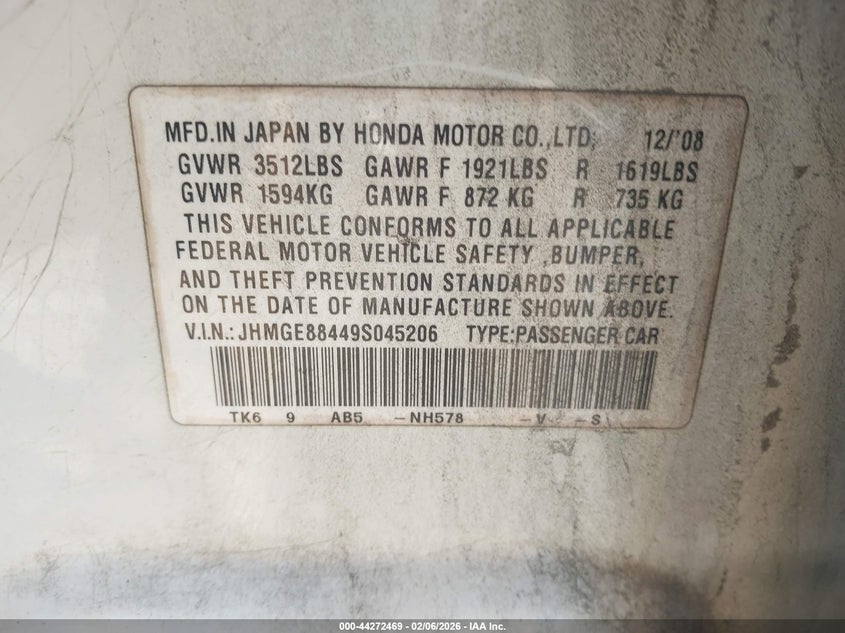 MFD.IN JAPAN BY HONDA MOTOR CO.,LTD, 12/'08
GVWR 3512LBS GAWR F 1921LBS R 1619LBS
GVWR 1594KG GAWR F 872 KG R 735 KG
THIS VEHICLE CONFORMS TO ALL APPLICABLE
FEDERAL MOTOR VEHICLE SAFETY ,BUMPER,
AND THEFT PREVENTION STANDARDS IN EFFECT
ON THE DATE OF MANUFACTURE SHOWN ABOVE.
V.I.N.: JHMGE88449S045206 TYPE:PASSENGER CAR
TK6 9 AB5 -NH578 -V -S
000-44272469 | 02/06/2026 - IAA Inc.